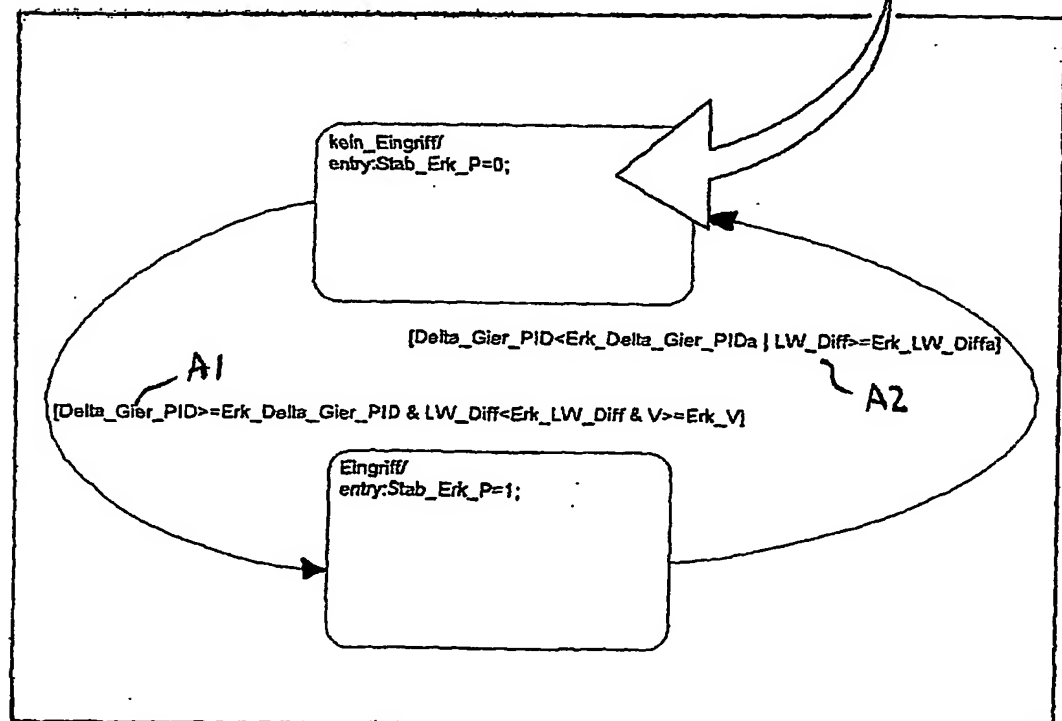 kein_Eingriff/
entry:Stab_Erk_P=0;
[Delta_Gier_PID<Erk_Delta_Gier_PIDa | LW_Diff>=Erk_LW_Diffa]
A1
A2
[Delta_Gier_PID>=Erk_Delta_Gier_PID & LW_Diff<Erk_LW_Diff & V>=Erk_V]
Eingriff/
entry:Stab_Erk_P=1;